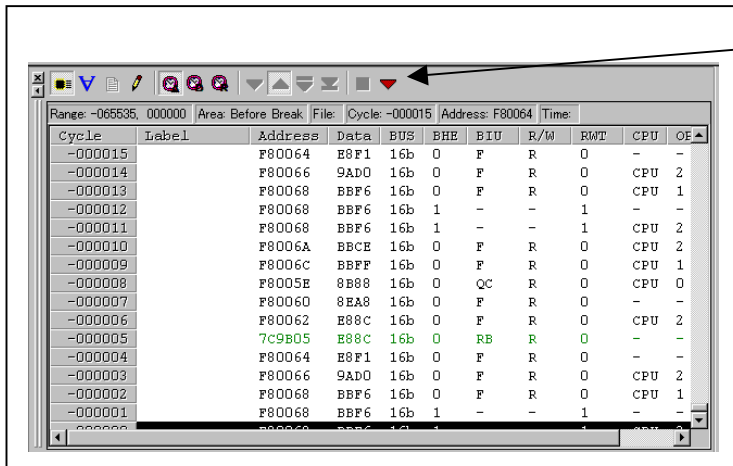 Range: -065535, 000000 Area: Before Break File: Cycle: -000015 Address: F80064 Time:
Cycle Label Address Data BUS BHE BIU R/W RWT CPU
-000015 F80064 E8F1 16b 0 F R 0 - -
-000014 F80066 9AD0 16b 0 F R 0 CPU 2
-000013 F80068 BBF6 16b 0 F R 0 CPU 1
-000012 F80068 BBF6 16b 1 - - 1 - -
-000011 F80068 BBF6 16b 1 - - 1 CPU 2
-000010 F8006A BBCE 16b 0 F R 0 CPU 2
-000009 F8006C BBFF 16b 0 F R 0 CPU 1
-000008 F8005E 8B88 16b 0 QC R 0 CPU 0
-000007 F80060 8EA8 16b 0 F R 0 - -
-000006 F80062 E88C 16b 0 F R 0 CPU 2
-000005 7C9B05 E88C 16b 0 RB R 0 - -
-000004 F80064 E8F1 16b 0 F R 0 - -
-000003 F80066 9AD0 16b 0 F R 0 CPU 2
-000002 F80068 BBF6 16b 0 F R 0 CPU 1
-000001 F80068 BBF6 16b 1 - - 1 - -